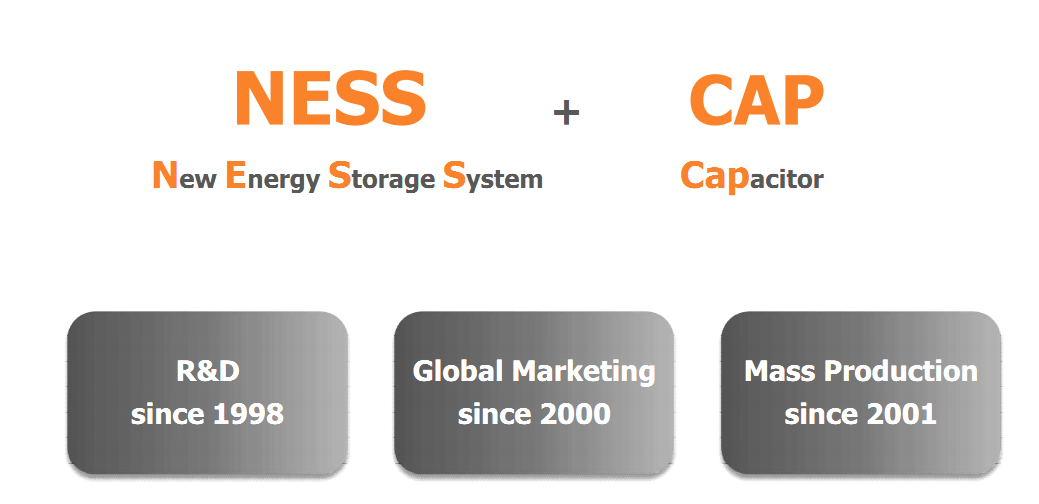 NESS + CAP
New Energy Storage System Capacitor
R&D
since 1998
Global Marketing
since 2000
Mass Production
since 2001